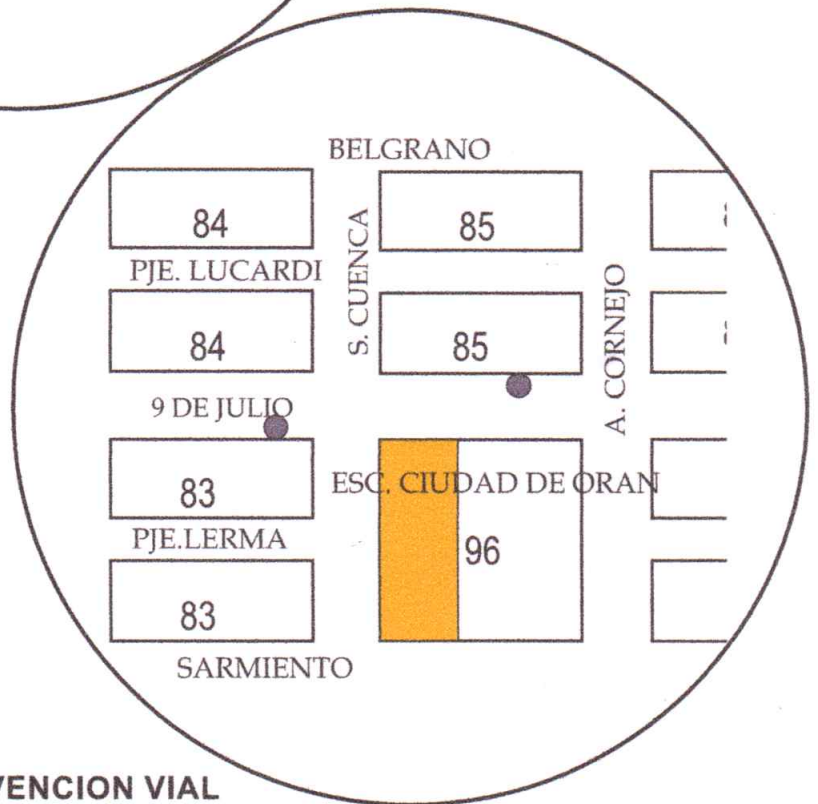 BELGRANO
84
85
PJE. LUCARDI
S. CUENCA
A. CORNEJO
84
85
9 DE JULIO
83
ESC. CIUDAD DE ORAN
PJE.LERMA
96
83
SARMIENTO
VENCION VIAL